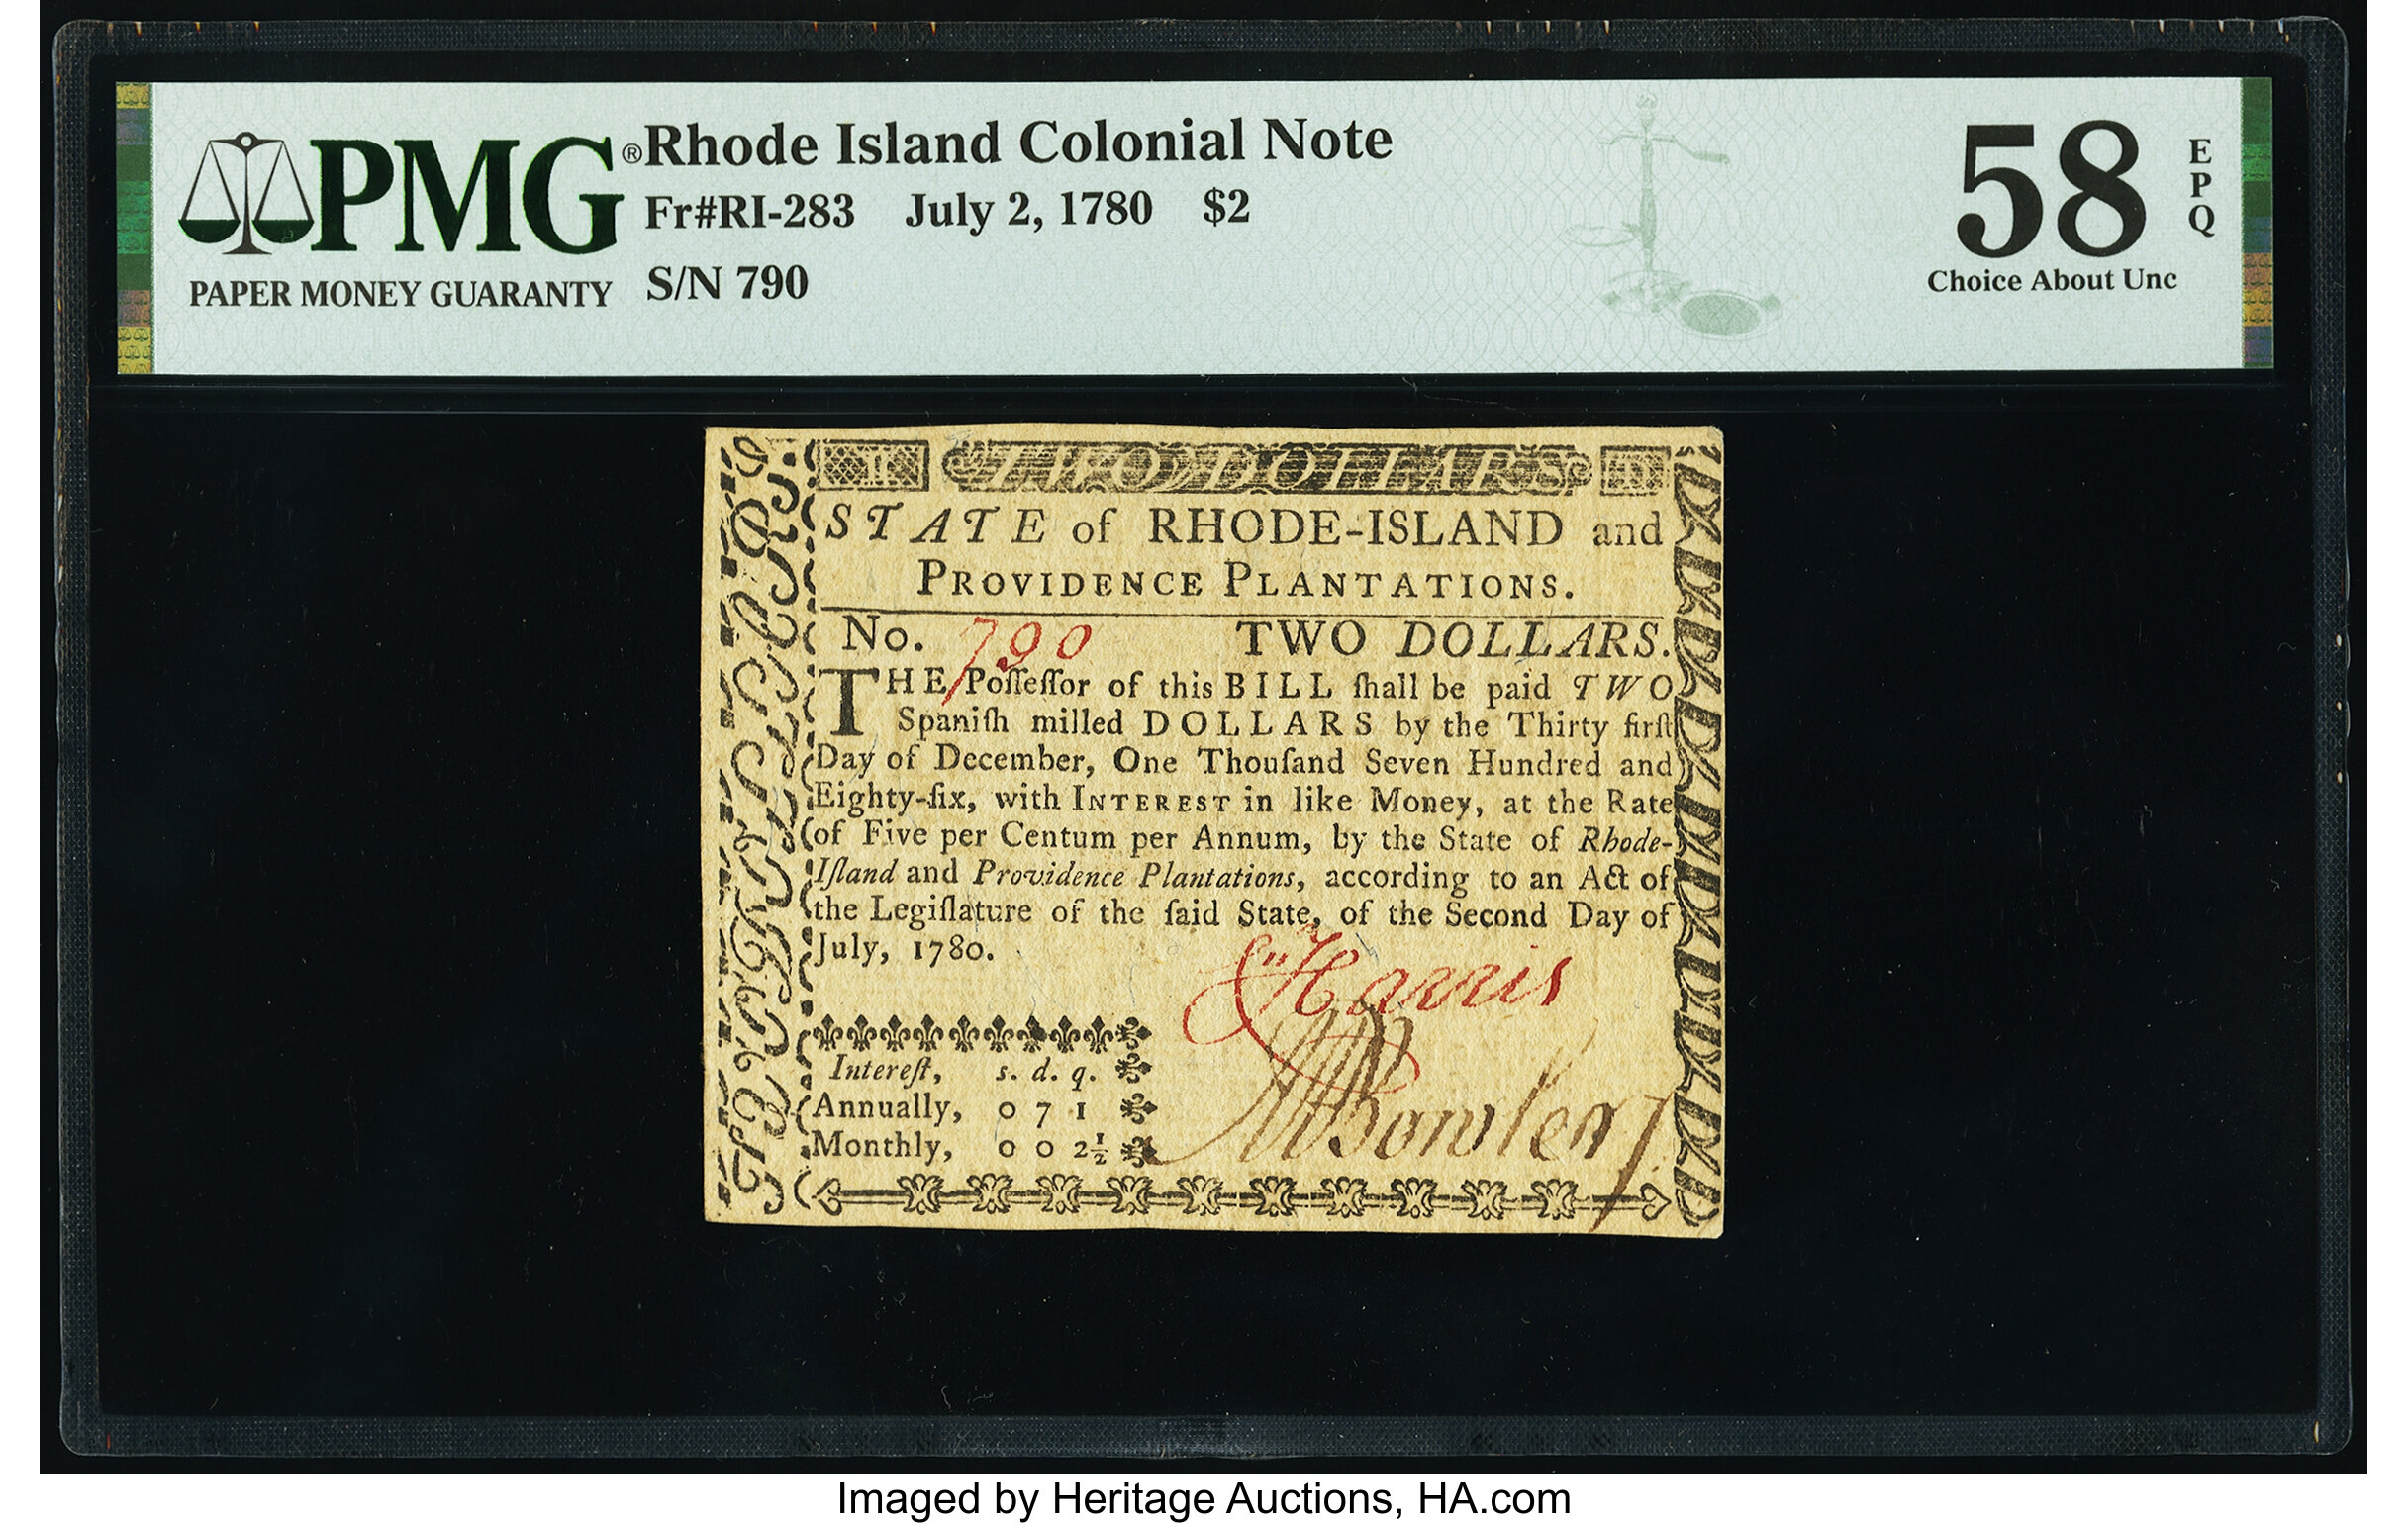 PMG®
PAPER MONEY GUARANTY
Rhode Island Colonial Note
Fr#RI-283 July 2, 1780 $2
S/N 790
58
EPQ
Choice About Unc
II TWO DOLLARS
STATE of RHODE-ISLAND and
PROVIDENCE PLANTATIONS.
No. 790 TWO DOLLARS.
THE Poſſeſſor of this BILL ſhall be paid TWO
Spaniſh milled DOLLARS by the Thirty firſt
Day of December, One Thouſand Seven Hundred and
Eighty-ſix, with INTEREST in like Money, at the Rate
of Five per Centum per Annum, by the State of Rhode-
Iſland and Providence Plantations, according to an Act of
the Legiſlature of the ſaid State, of the Second Day of
July, 1780.
Harris
Bowler
Intereſt, s. d. q.
Annually, 0 7 1
Monthly, 0 0 2½
Imaged by Heritage Auctions, HA.com